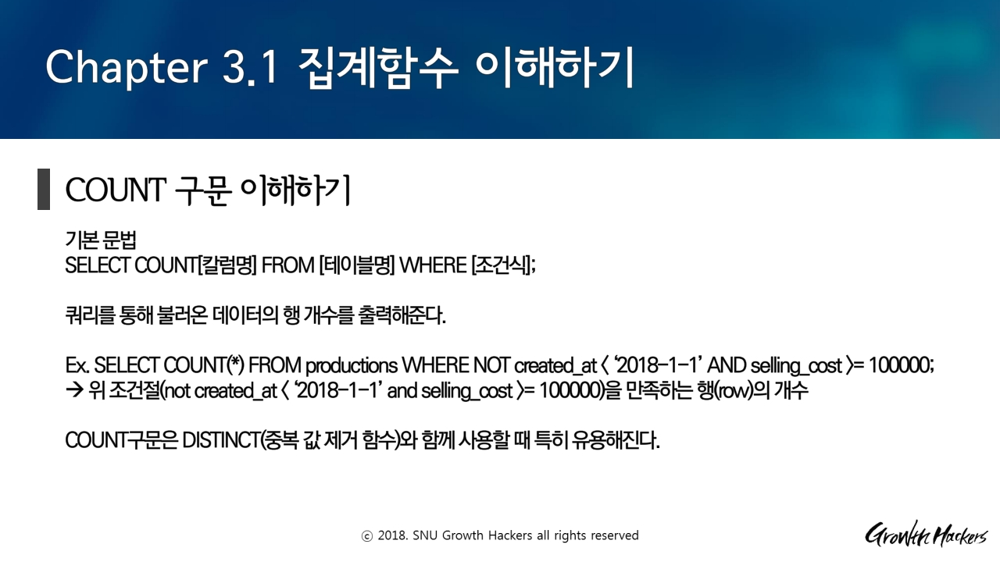 Chapter 3.1 집계함수 이해하기
COUNT 구문 이해하기
기본 문법
SELECT COUNT[칼럼명] FROM [테이블명] WHERE [조건식];
쿼리를 통해 불러온 데이터의 행 개수를 출력해준다.
Ex. SELECT COUNT(*) FROM productions WHERE NOT created_at < ‘2018-1-1’ AND selling_cost >= 100000;
→ 위 조건절(not created_at < ‘2018-1-1’ and selling_cost >= 100000)을 만족하는 행(row)의 개수
COUNT구문은 DISTINCT(중복 값 제거 함수)와 함께 사용할 때 특히 유용해진다.
ⓒ 2018. SNU Growth Hackers all rights reserved
Growth Hackers